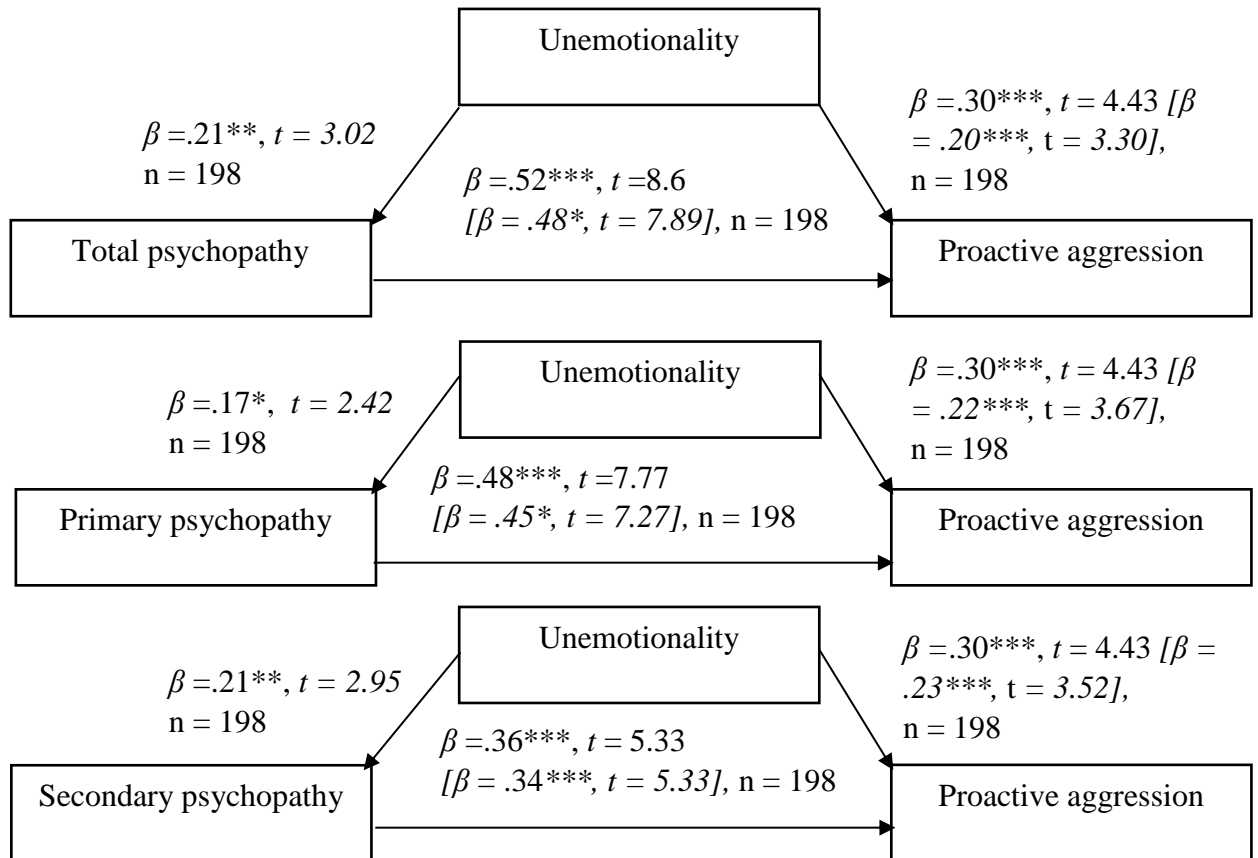 Unemotionality
β =.21**, t = 3.02
n = 198
β =.30***, t = 4.43 [β
= .20***, t = 3.30],
n = 198
β =.52***, t =8.6
[β = .48*, t = 7.89], n = 198
Total psychopathy
Proactive aggression
Unemotionality
β =.17*, t = 2.42
n = 198
β =.30***, t = 4.43 [β
= .22***, t = 3.67],
n = 198
β =.48***, t =7.77
[β = .45*, t = 7.27], n = 198
Primary psychopathy
Proactive aggression
Unemotionality
β =.21**, t = 2.95
n = 198
β =.30***, t = 4.43 [β =
.23***, t = 3.52],
n = 198
β =.36***, t = 5.33
[β = .34***, t = 5.33], n = 198
Secondary psychopathy
Proactive aggression